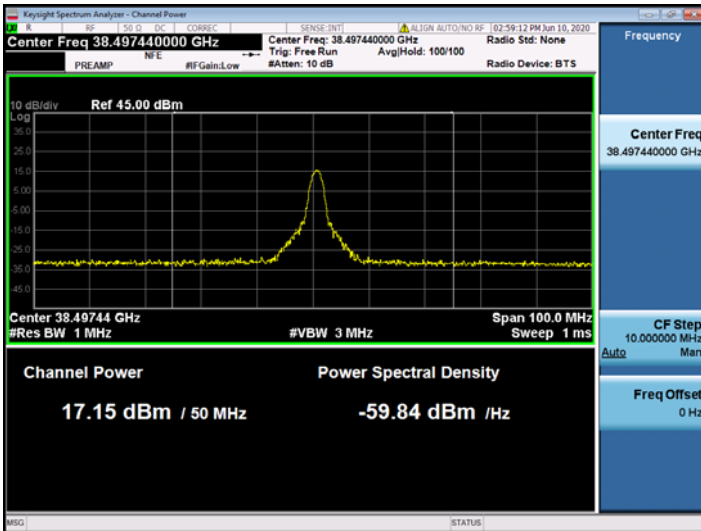 Keysight Spectrum Analyzer - Channel Power
R RF 50 Ω DC CORREC SENSE:INT ALIGN AUTO/NO RF 02:59:12 PM Jun 10, 2020
Center Freq 38.497440000 GHz
NFE
PREAMP #IFGain:Low
Center Freq: 38.497440000 GHz
Trig: Free Run Avg|Hold: 100/100
#Atten: 10 dB
Radio Std: None
Radio Device: BTS
10 dB/div Ref 45.00 dBm
Log
35.0
25.0
15.0
5.00
-5.00
-15.0
-25.0
-35.0
-45.0
Center 38.49744 GHz Span 100.0 MHz
#Res BW 1 MHz #VBW 3 MHz Sweep 1 ms
Channel Power Power Spectral Density
17.15 dBm / 50 MHz -59.84 dBm /Hz
Frequency
Center Freq
38.497440000 GHz
CF Step
10.000000 MHz
Auto Man
Freq Offset
0 Hz
MSG STATUS